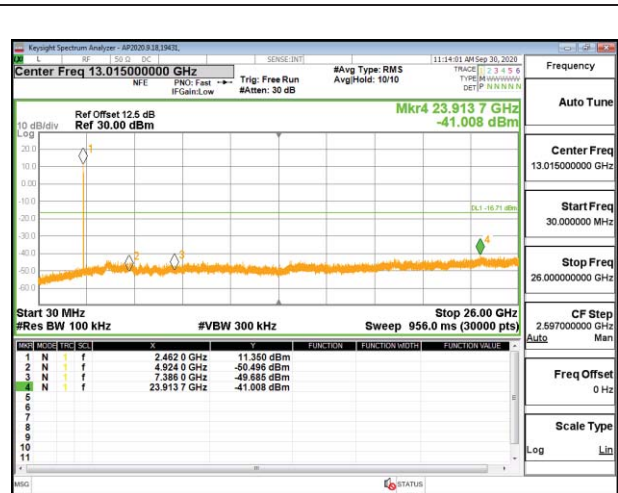 Keysight Spectrum Analyzer - AP2020.9.18,19431,
L RF 50 Ω DC SENSE:INT 11:14:01 AM Sep 30, 2020
Center Freq 13.015000000 GHz
NFE
PNO: Fast
IFGain:Low
Trig: Free Run
#Atten: 30 dB
#Avg Type: RMS
Avg|Hold: 10/10
TRACE 1 2 3 4 5 6
TYPE M WWWWW
DET P N N N N N
Frequency
Auto Tune
Center Freq
13.015000000 GHz
Start Freq
30.000000 MHz
Stop Freq
26.000000000 GHz
CF Step
2.597000000 GHz
Auto Man
Freq Offset
0 Hz
Scale Type
Log Lin
Ref Offset 12.5 dB
10 dB/div Ref 30.00 dBm
Log
Mkr4 23.913 7 GHz
-41.008 dBm
20.0
10.0
0.00
-10.0
-20.0
-30.0
-40.0
-50.0
-60.0
1
2
3
4
DL1 -16.71 dBm
Start 30 MHz Stop 26.00 GHz
#Res BW 100 kHz #VBW 300 kHz Sweep 956.0 ms (30000 pts)
MKR MODE TRC SCL X Y FUNCTION FUNCTION WIDTH FUNCTION VALUE
1 N 1 f 2.462 0 GHz 11.350 dBm
2 N 1 f 4.924 0 GHz -50.496 dBm
3 N 1 f 7.386 0 GHz -49.685 dBm
4 N 1 f 23.913 7 GHz -41.008 dBm
5
6
7
8
9
10
11
MSG STATUS